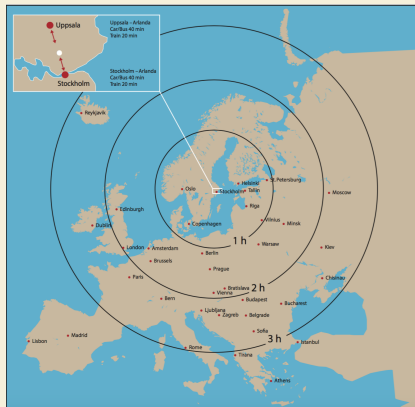 Uppsala
Uppsala – Arlanda
Car/Bus 40 min
Train 20 min
Stockholm – Arlanda
Car/Bus 40 min
Train 20 min
Stockholm
Reykjavik
Helsinki
St. Petersburg
Oslo
Stockholm
Tallin
Moscow
Riga
Edinburgh
Vilnius
Copenhagen
Minsk
Dublin
1 h
London
Amsterdam
Warsaw
Kiev
Berlin
Brussels
Prague
Paris
Chisinau
Bratislava
2 h
Vienna
Bern
Budapest
Bucharest
Ljubljana
Zagreb
Belgrade
Sofia
Madrid
3 h
Lisbon
Rome
Istanbul
Tirana
Athens